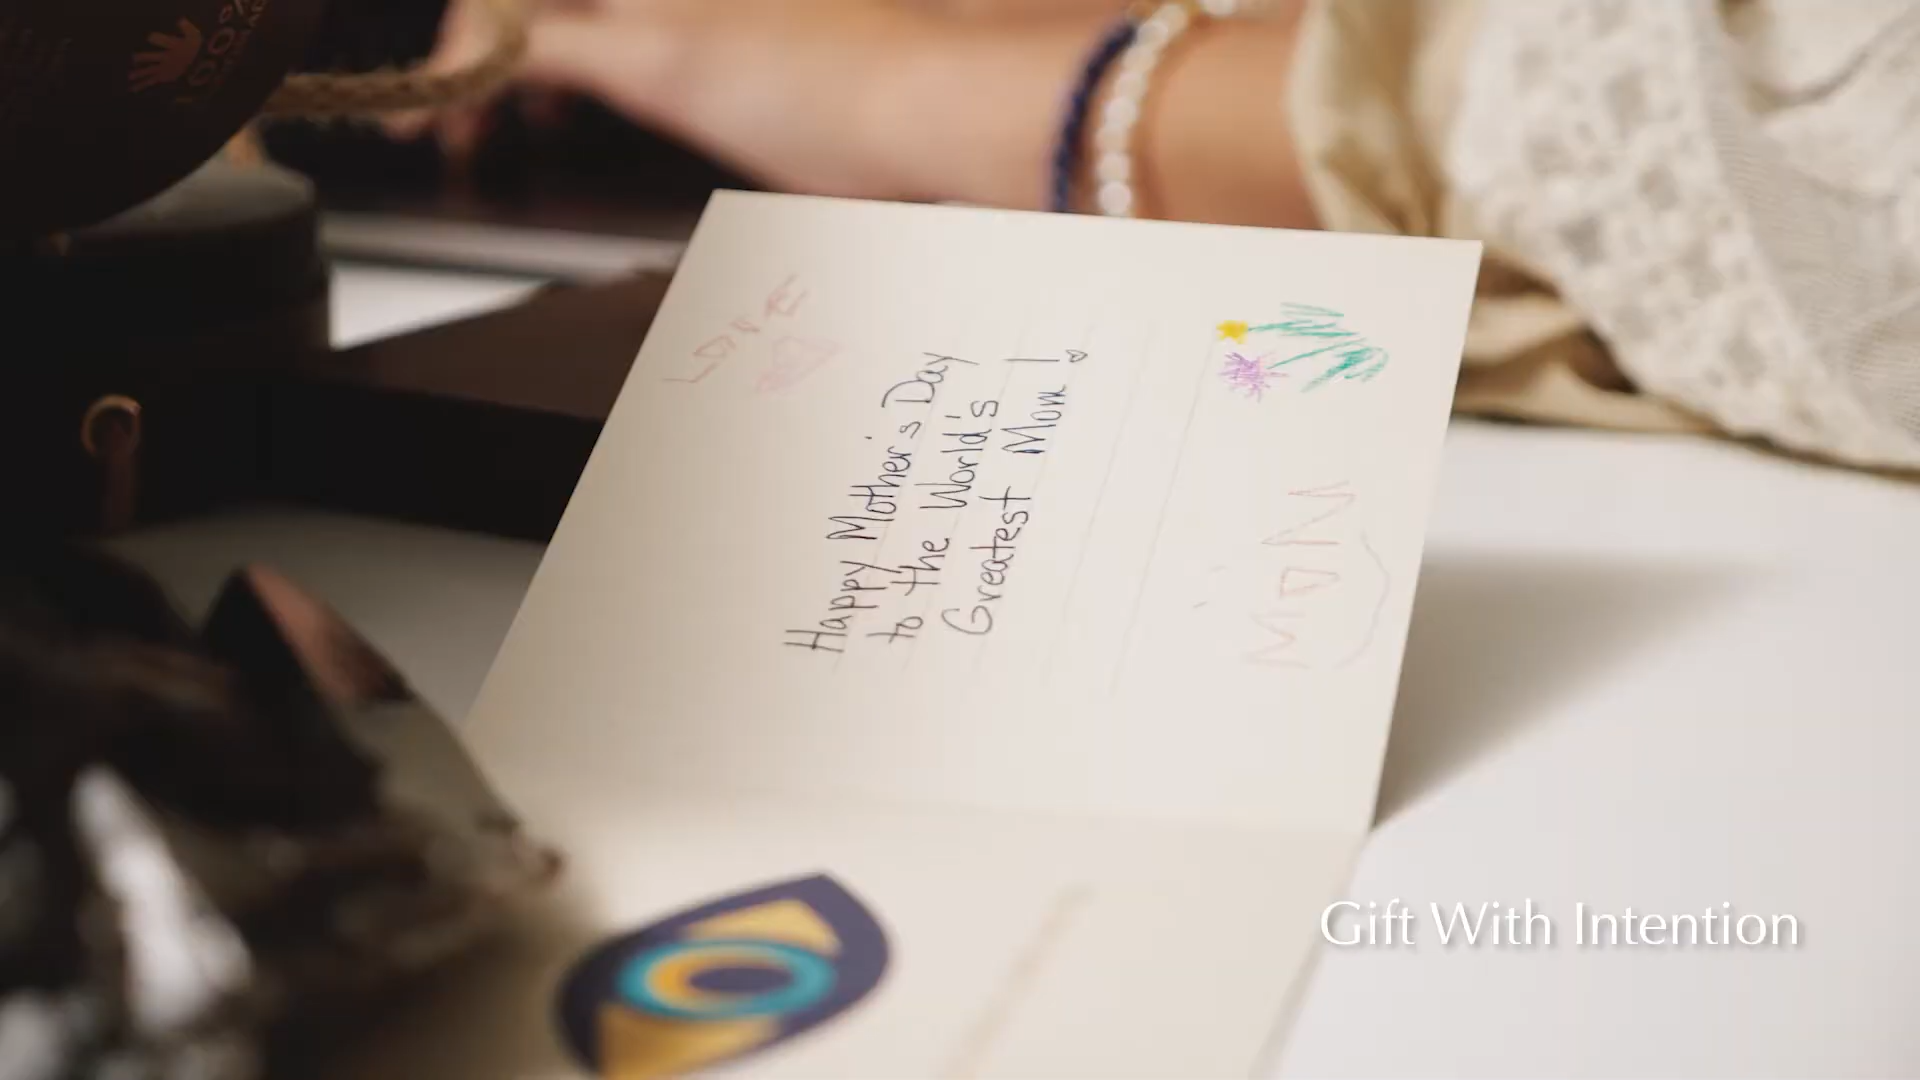 LOVE
Happy Mother's Day
to the World's
Greatest Mom!
MOM
Gift With Intention